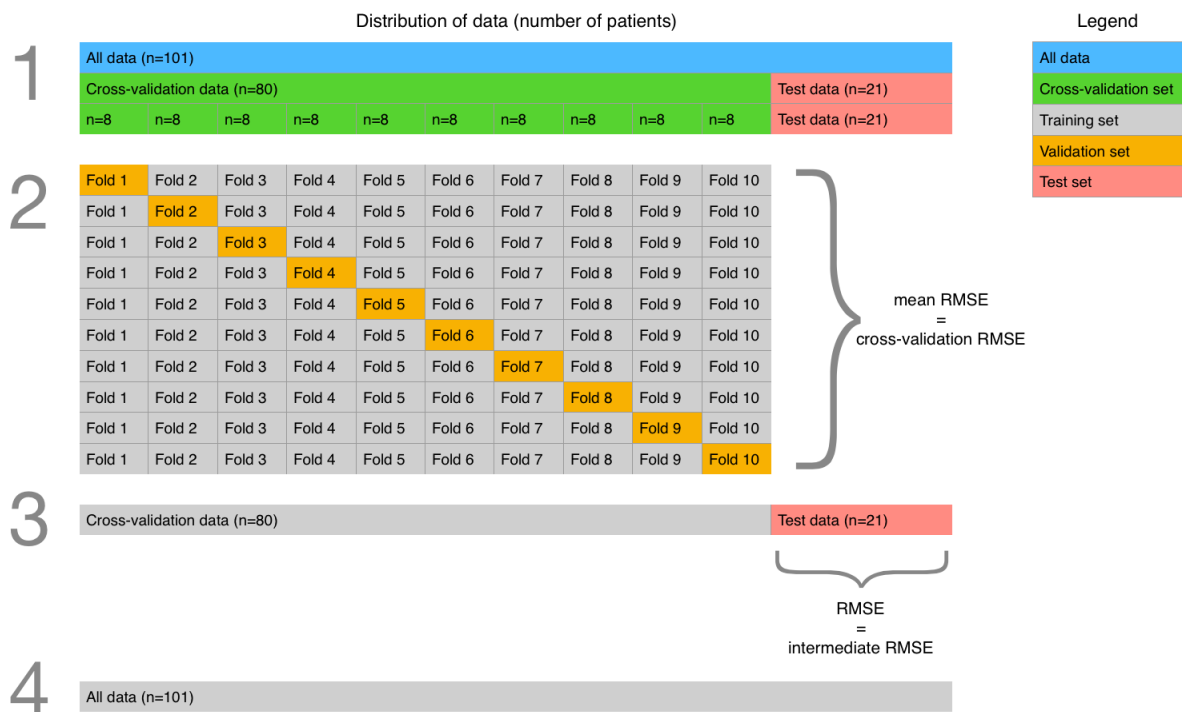 Distribution of data (number of patients)
Legend
1
All data (n=101)
Cross-validation data (n=80) Test data (n=21)
n=8 n=8 n=8 n=8 n=8 n=8 n=8 n=8 n=8 n=8 Test data (n=21)
All data
Cross-validation set
Training set
Validation set
Test set
2
Fold 1 Fold 2 Fold 3 Fold 4 Fold 5 Fold 6 Fold 7 Fold 8 Fold 9 Fold 10
Fold 1 Fold 2 Fold 3 Fold 4 Fold 5 Fold 6 Fold 7 Fold 8 Fold 9 Fold 10
Fold 1 Fold 2 Fold 3 Fold 4 Fold 5 Fold 6 Fold 7 Fold 8 Fold 9 Fold 10
Fold 1 Fold 2 Fold 3 Fold 4 Fold 5 Fold 6 Fold 7 Fold 8 Fold 9 Fold 10
Fold 1 Fold 2 Fold 3 Fold 4 Fold 5 Fold 6 Fold 7 Fold 8 Fold 9 Fold 10
Fold 1 Fold 2 Fold 3 Fold 4 Fold 5 Fold 6 Fold 7 Fold 8 Fold 9 Fold 10
Fold 1 Fold 2 Fold 3 Fold 4 Fold 5 Fold 6 Fold 7 Fold 8 Fold 9 Fold 10
Fold 1 Fold 2 Fold 3 Fold 4 Fold 5 Fold 6 Fold 7 Fold 8 Fold 9 Fold 10
Fold 1 Fold 2 Fold 3 Fold 4 Fold 5 Fold 6 Fold 7 Fold 8 Fold 9 Fold 10
Fold 1 Fold 2 Fold 3 Fold 4 Fold 5 Fold 6 Fold 7 Fold 8 Fold 9 Fold 10
mean RMSE
=
cross-validation RMSE
3
Cross-validation data (n=80) Test data (n=21)
RMSE
=
intermediate RMSE
4
All data (n=101)